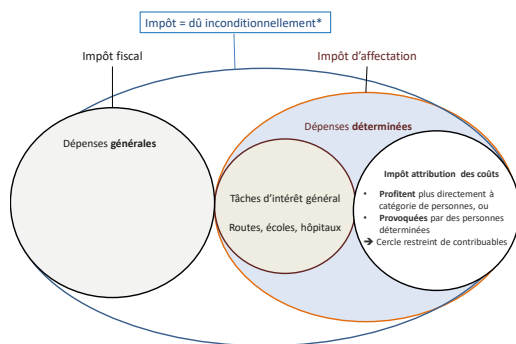 Impôt = dû inconditionnellement*
Impôt fiscal
Impôt d'affectation
Dépenses générales
Dépenses déterminées
Tâches d'intérêt général
Routes, écoles, hôpitaux
Impôt attribution des coûts
• Profitent plus directement à
catégorie de personnes, ou
• Provoquées par des personnes
déterminées
➔ Cercle restreint de contribuables